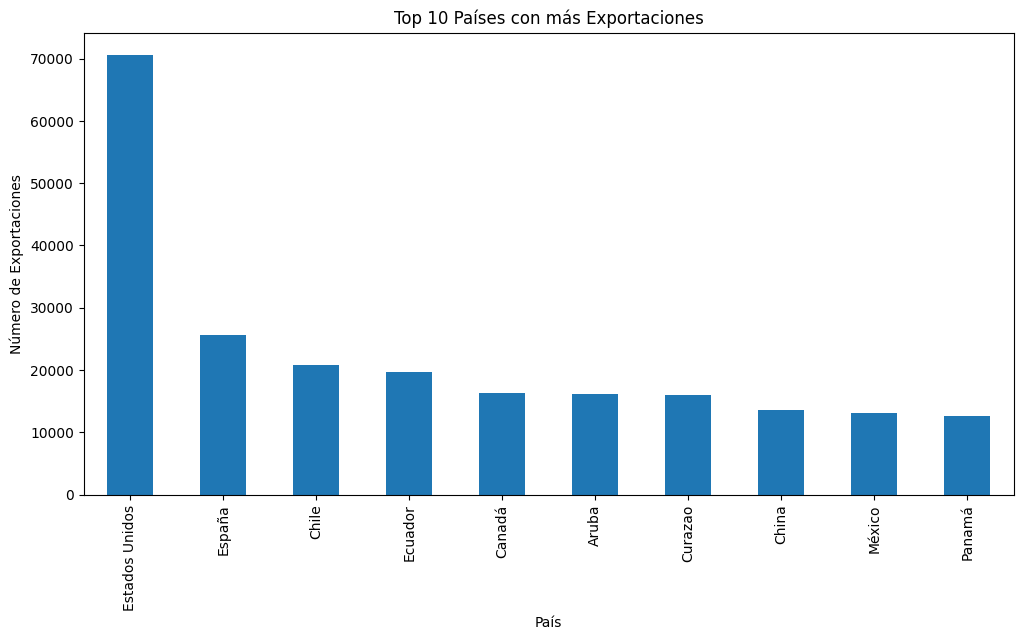 Top 10 Países con más Exportaciones
Número de Exportaciones
70000
60000
50000
40000
30000
20000
10000
0
Estados Unidos
España
Chile
Ecuador
Canadá
Aruba
Curazao
China
México
Panamá
País